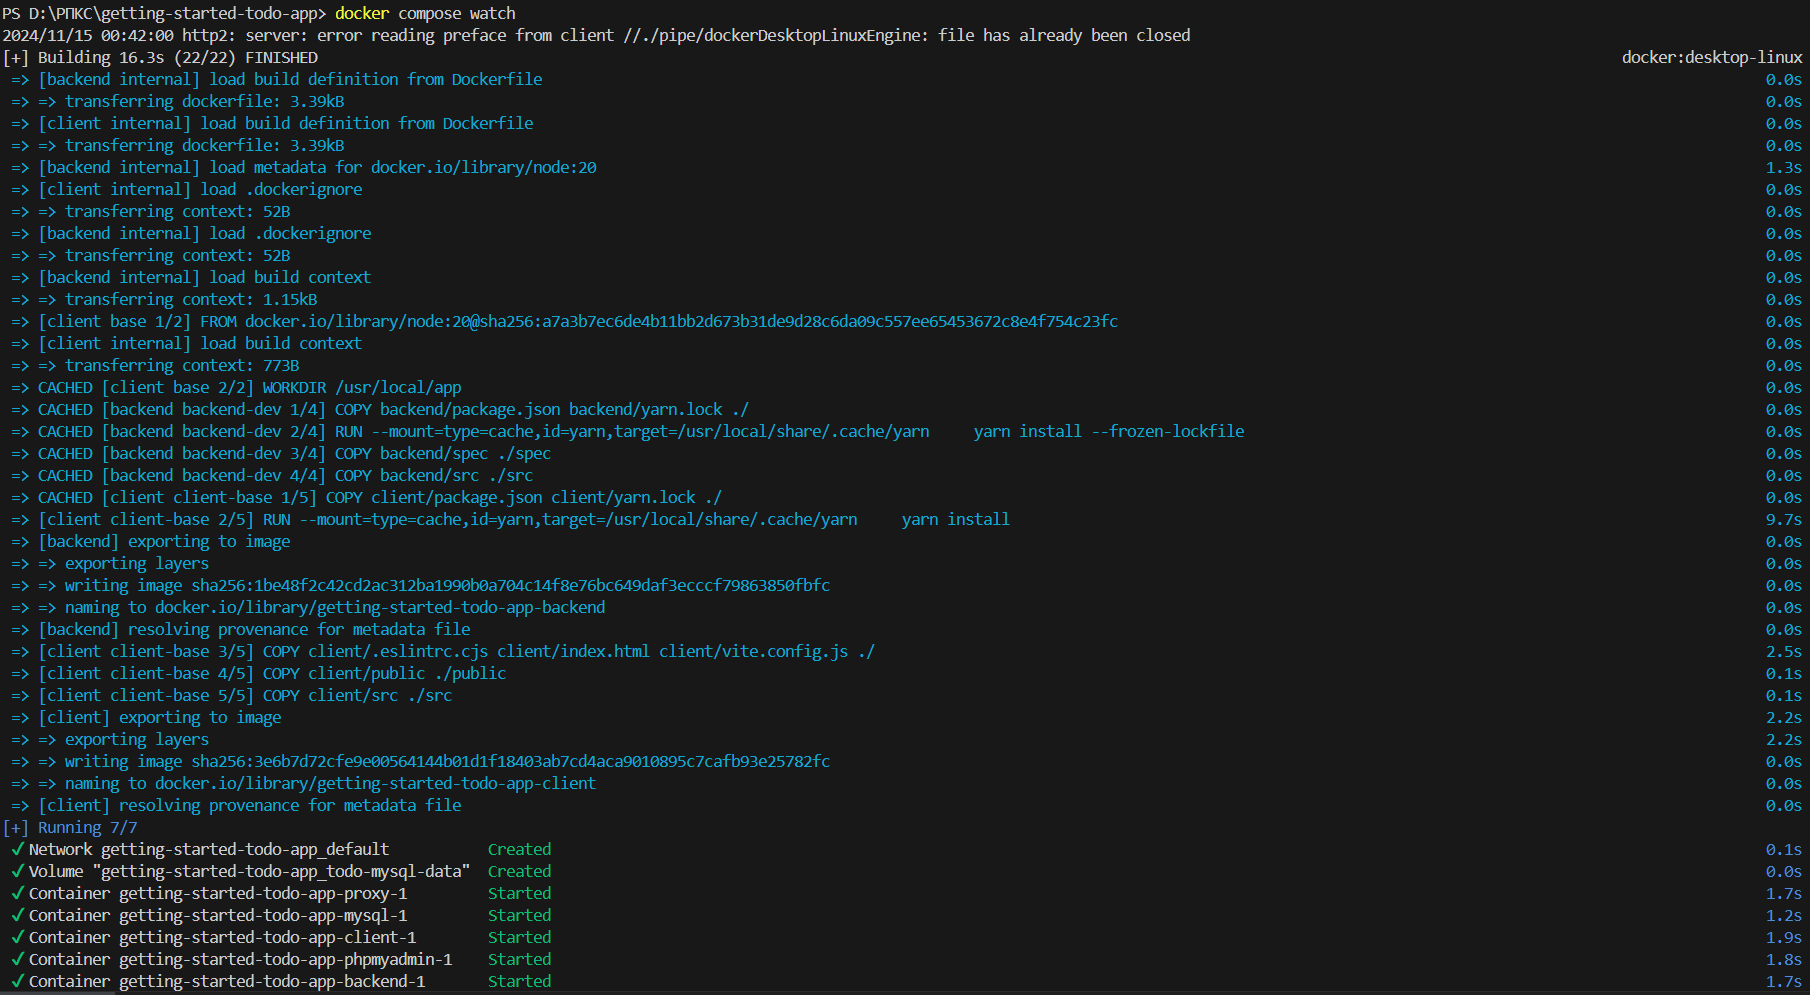 PS D:\РПКС\getting-started-todo-app> docker compose watch
2024/11/15 00:42:00 http2: server: error reading preface from client //./pipe/dockerDesktopLinuxEngine: file has already been closed
[+] Building 16.3s (22/22) FINISHED docker:desktop-linux
=> [backend internal] load build definition from Dockerfile 0.0s
=> => transferring dockerfile: 3.39kB 0.0s
=> [client internal] load build definition from Dockerfile 0.0s
=> => transferring dockerfile: 3.39kB 0.0s
=> [backend internal] load metadata for docker.io/library/node:20 1.3s
=> [client internal] load .dockerignore 0.0s
=> => transferring context: 52B 0.0s
=> [backend internal] load .dockerignore 0.0s
=> => transferring context: 52B 0.0s
=> [backend internal] load build context 0.0s
=> => transferring context: 1.15kB 0.0s
=> [client base 1/2] FROM docker.io/library/node:20@sha256:a7a3b7ec6de4b11bb2d673b31de9d28c6da09c557ee65453672c8e4f754c23fc 0.0s
=> [client internal] load build context 0.0s
=> => transferring context: 773B 0.0s
=> CACHED [client base 2/2] WORKDIR /usr/local/app 0.0s
=> CACHED [backend backend-dev 1/4] COPY backend/package.json backend/yarn.lock ./ 0.0s
=> CACHED [backend backend-dev 2/4] RUN --mount=type=cache,id=yarn,target=/usr/local/share/.cache/yarn     yarn install --frozen-lockfile 0.0s
=> CACHED [backend backend-dev 3/4] COPY backend/spec ./spec 0.0s
=> CACHED [backend backend-dev 4/4] COPY backend/src ./src 0.0s
=> CACHED [client client-base 1/5] COPY client/package.json client/yarn.lock ./ 0.0s
=> [client client-base 2/5] RUN --mount=type=cache,id=yarn,target=/usr/local/share/.cache/yarn     yarn install 9.7s
=> [backend] exporting to image 0.0s
=> => exporting layers 0.0s
=> => writing image sha256:1be48f2c42cd2ac312ba1990b0a704c14f8e76bc649daf3ecccf79863850fbfc 0.0s
=> => naming to docker.io/library/getting-started-todo-app-backend 0.0s
=> [backend] resolving provenance for metadata file 0.0s
=> [client client-base 3/5] COPY client/.eslintrc.cjs client/index.html client/vite.config.js ./ 2.5s
=> [client client-base 4/5] COPY client/public ./public 0.1s
=> [client client-base 5/5] COPY client/src ./src 0.1s
=> [client] exporting to image 2.2s
=> => exporting layers 2.2s
=> => writing image sha256:3e6b7d72cfe9e00564144b01d1f18403ab7cd4aca9010895c7cafb93e25782fc 0.0s
=> => naming to docker.io/library/getting-started-todo-app-client 0.0s
=> [client] resolving provenance for metadata file 0.0s
[+] Running 7/7
✓ Network getting-started-todo-app_default Created 0.1s
✓ Volume "getting-started-todo-app_todo-mysql-data" Created 0.0s
✓ Container getting-started-todo-app-proxy-1 Started 1.7s
✓ Container getting-started-todo-app-mysql-1 Started 1.2s
✓ Container getting-started-todo-app-client-1 Started 1.9s
✓ Container getting-started-todo-app-phpmyadmin-1 Started 1.8s
✓ Container getting-started-todo-app-backend-1 Started 1.7s